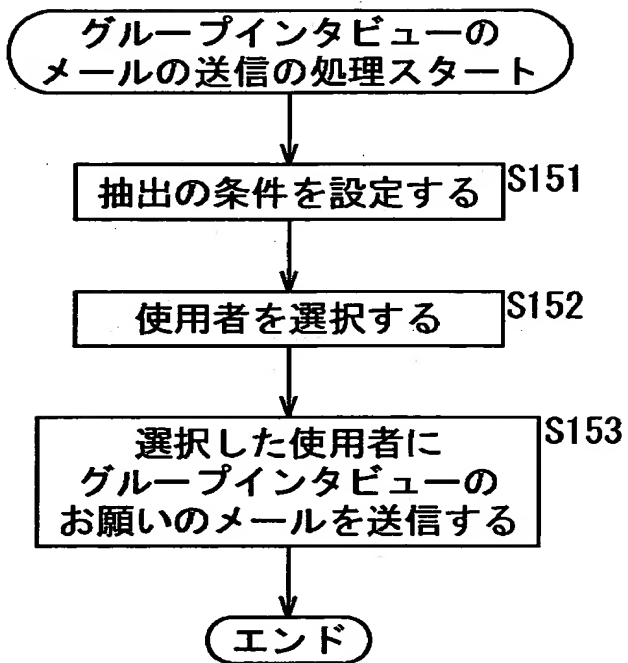 グループインタビューの
メールの送信の処理スタート
抽出の条件を設定する
S151
使用者を選択する
S152
選択した使用者に
グループインタビューの
お願いのメールを送信する
S153
エンド